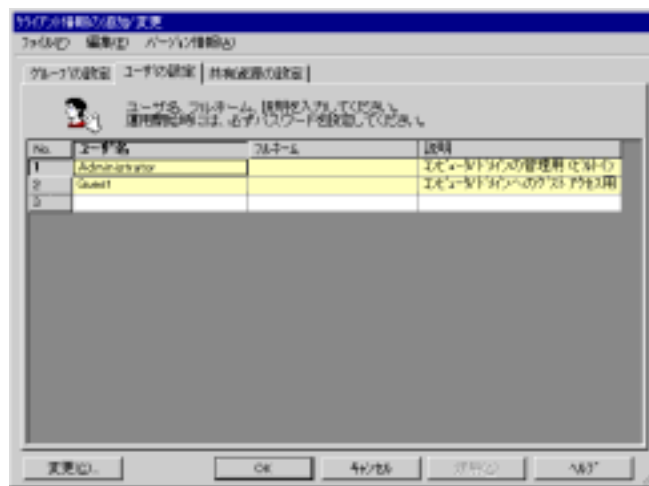 クライアント情報の追加/変更
ファイル(F) 編集(E) バージョン情報(A)
グループの設定 ユーザの設定 共有資源の設定
ユーザ名、フルネーム、説明を入力してください。
運用開始時には、必ずパスワードを設定してください。
No. ユーザ名 フルネーム 説明
1 Administrator コンピュータ/ドメインの管理用 (ビルトイン)
2 Guest コンピュータ/ドメインへのゲスト アクセス用
3
変更(C)... OK キャンセル 適用(A) ヘルプ